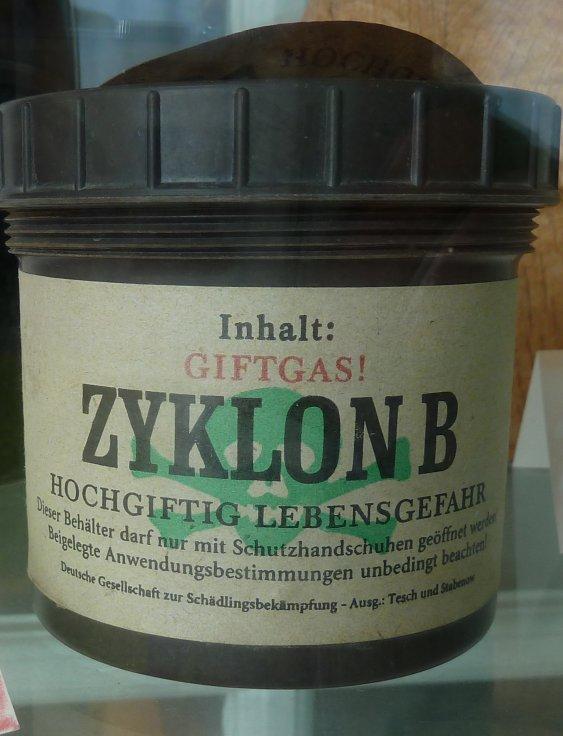 HOCHG
Inhalt:
GIFTGAS!
ZYKLON B
HOCHGIFTIG LEBENSGEFAHR
Dieser Behälter darf nur mit Schutzhandschuhen geöffnet werden
Beigelegte Anwendungsbestimmungen unbedingt beachten!
Deutsche Gesellschaft zur Schädlingsbekämpfung - Ausg.: Tesch und Stabenow